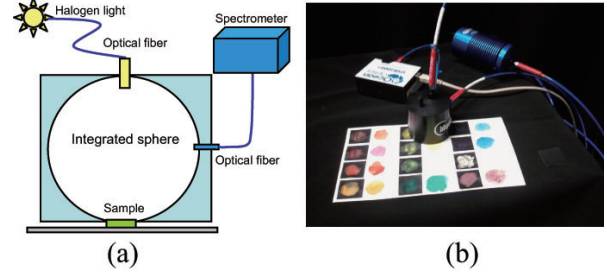 Halogen light
Optical fiber
Spectrometer
Integrated sphere
Optical fiber
Sample
(a)
(b)